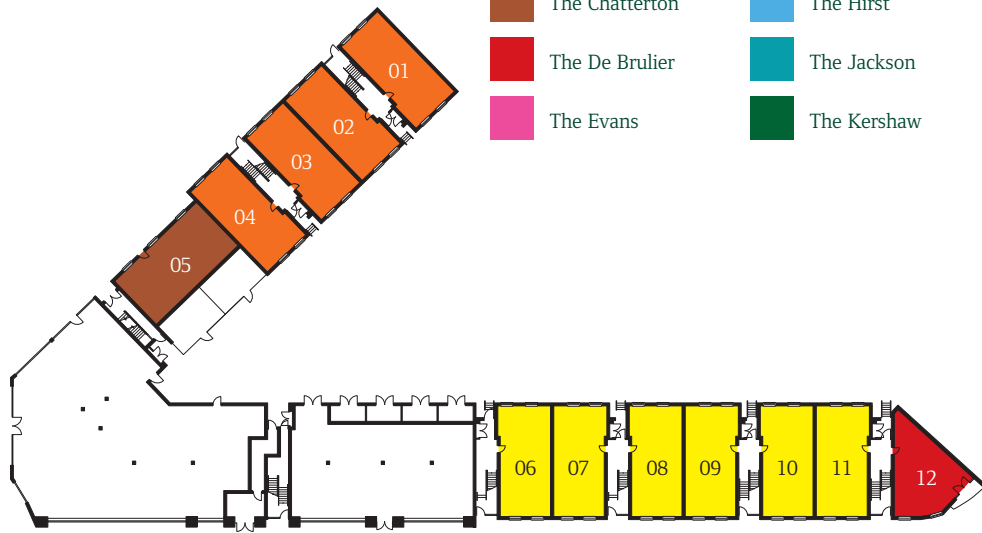 The Chatterton
The Hirst
The De Brulier
The Jackson
The Evans
The Kershaw
01
02
03
04
05
06
07
08
09
10
11
12